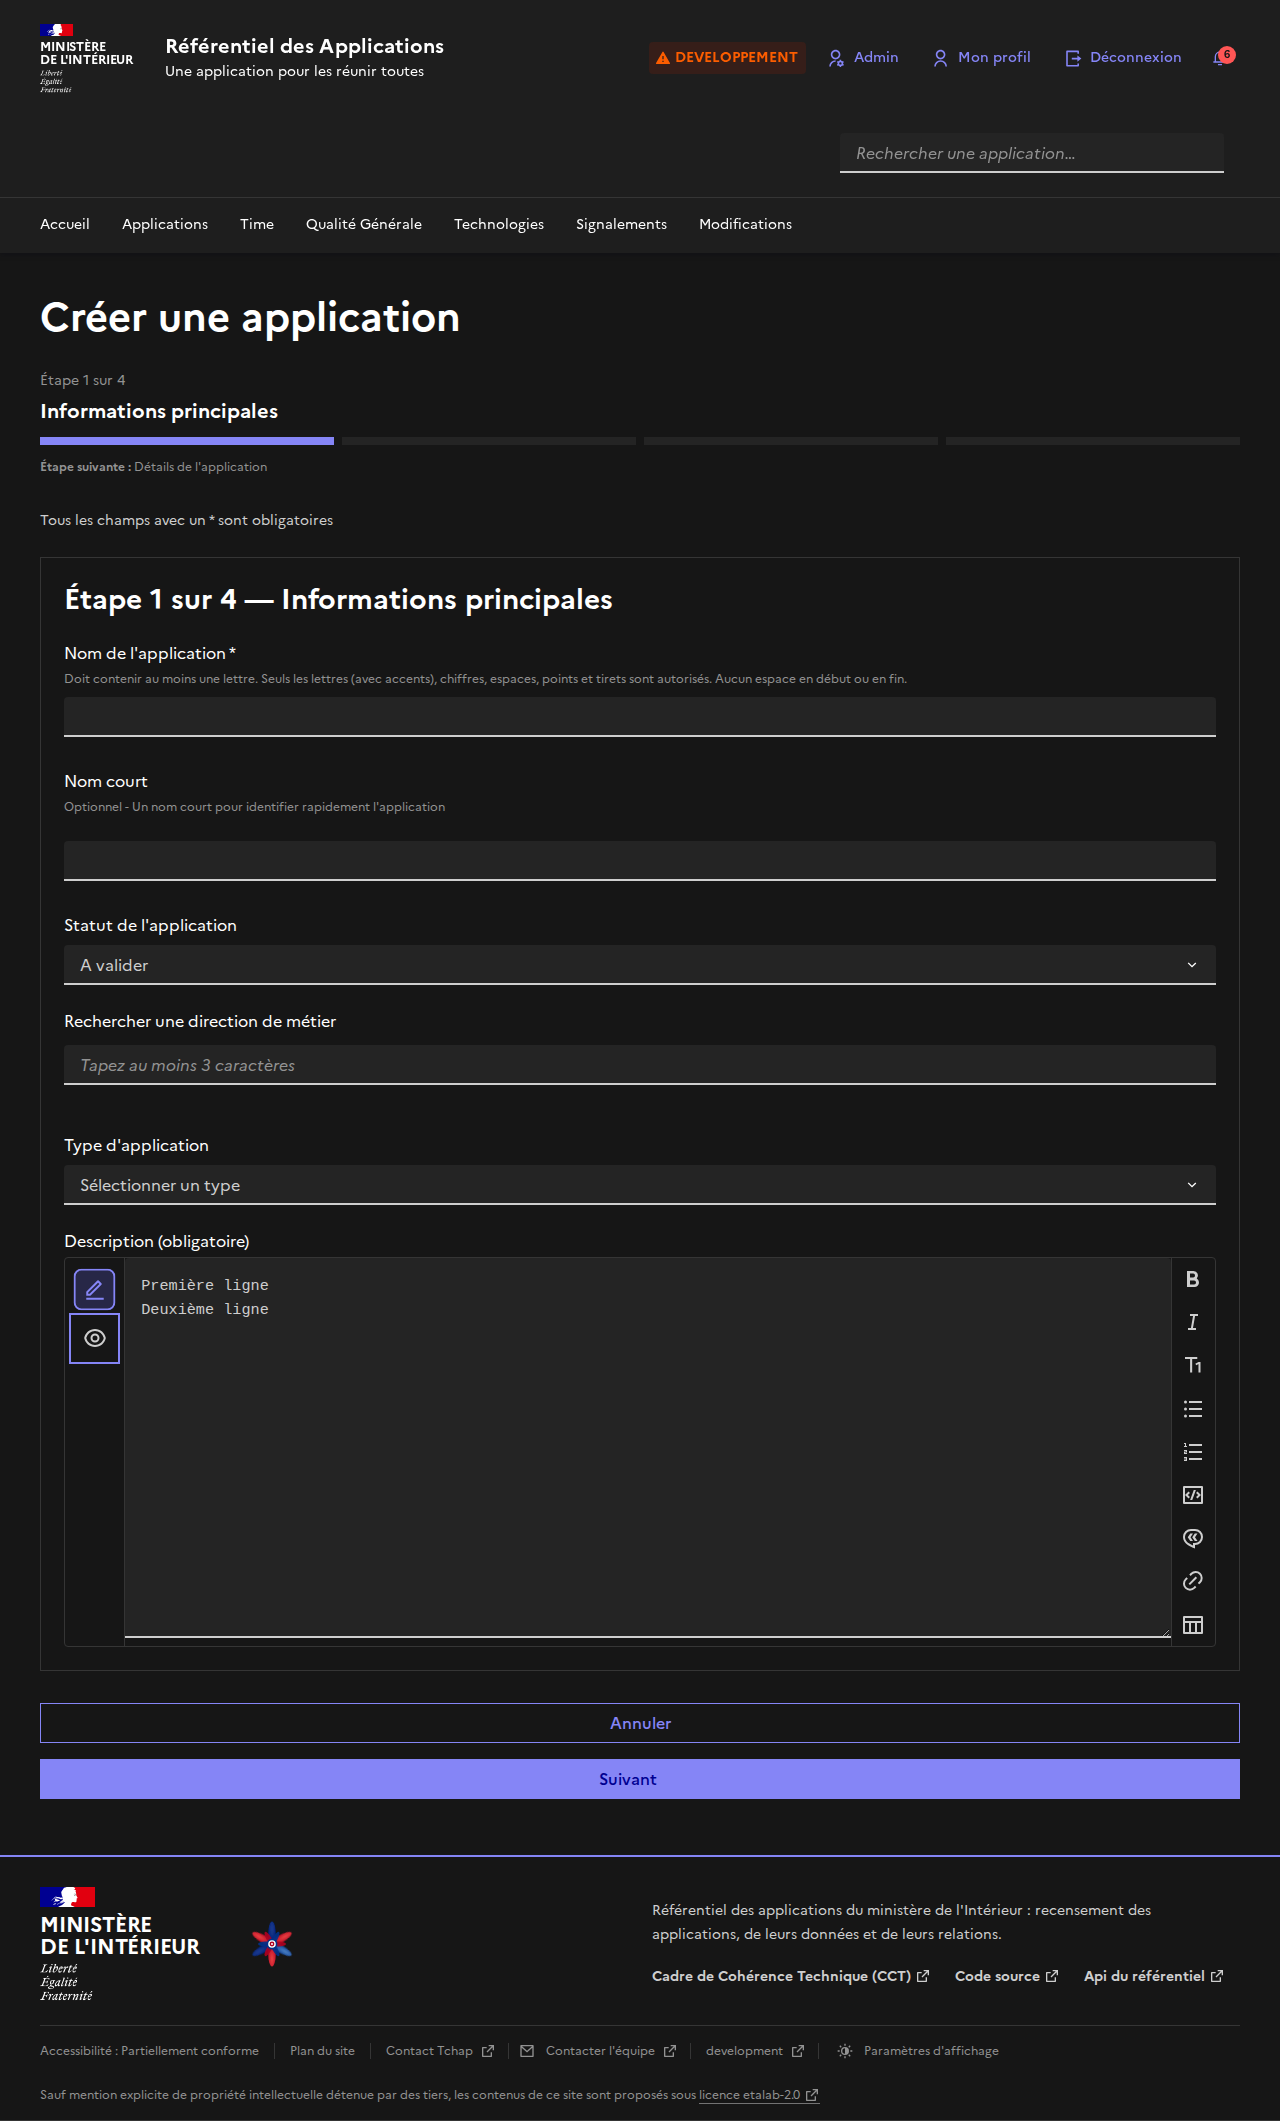 MINISTÈRE
DE L'INTÉRIEUR
Liberté
Égalité
Fraternité
Référentiel des Applications
Une application pour les réunir toutes
DEVELOPPEMENT
Admin
Mon profil
Déconnexion
6
Rechercher une application...
Accueil
Applications
Time
Qualité Générale
Technologies
Signalements
Modifications
Créer une application
Étape 1 sur 4
Informations principales
Étape suivante : Détails de l'application
Tous les champs avec un * sont obligatoires
Étape 1 sur 4 — Informations principales
Nom de l'application *
Doit contenir au moins une lettre. Seuls les lettres (avec accents), chiffres, espaces, points et tirets sont autorisés. Aucun espace en début ou en fin.
Nom court
Optionnel - Un nom court pour identifier rapidement l'application
Statut de l'application
A valider
Rechercher une direction de métier
Tapez au moins 3 caractères
Type d'application
Sélectionner un type
Description (obligatoire)
Première ligne
Deuxième ligne
Annuler
Suivant
MINISTÈRE
DE L'INTÉRIEUR
Liberté
Égalité
Fraternité
Référentiel des applications du ministère de l'Intérieur : recensement des
applications, de leurs données et de leurs relations.
Cadre de Cohérence Technique (CCT)
Code source
Api du référentiel
Accessibilité : Partiellement conforme
Plan du site
Contact Tchap
Contacter l'équipe
development
Paramètres d'affichage
Sauf mention explicite de propriété intellectuelle détenue par des tiers, les contenus de ce site sont proposés sous licence etalab-2.0